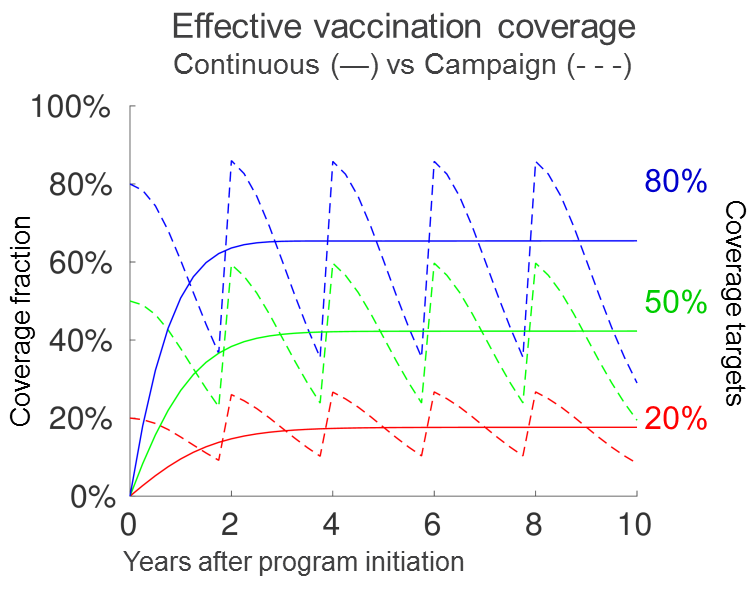 Effective vaccination coverage
Continuous (—) vs Campaign (- - -)
100%
80%
60%
40%
20%
0%
Coverage fraction
80%
50%
20%
Coverage targets
0 2 4 6 8 10
Years after program initiation